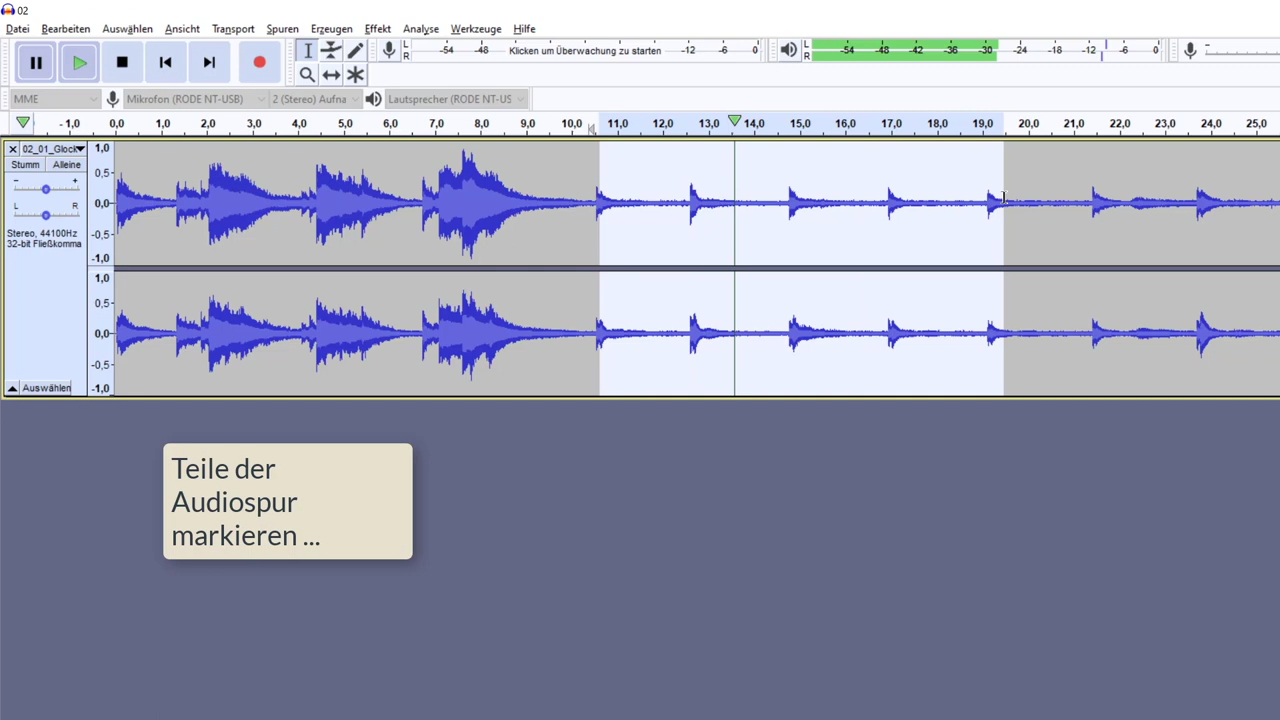 02
Datei Bearbeiten Auswählen Ansicht Transport Spuren Erzeugen Effekt Analyse Werkzeuge Hilfe
L R -54 -48 Klicken um Überwachung zu starten -12 -6 0 L R -54 -48 -42 -36 -30 -24 -18 -12 -6 0 L R
MME Mikrofon (RODE NT-USB) 2 (Stereo) Aufna Lautsprecher (RODE NT-US
-1,0 0,0 1,0 2,0 3,0 4,0 5,0 6,0 7,0 8,0 9,0 10,0 11,0 12,0 13,0 14,0 15,0 16,0 17,0 18,0 19,0 20,0 21,0 22,0 23,0 24,0 25,0
02_01_Glock
Stumm Alleine
- +
L R
Stereo, 44100Hz
32-bit Fließkomma
Auswählen
1,0
0,5
0,0
-0,5
-1,0
1,0
0,5
0,0
-0,5
-1,0
Teile der
Audiospur
markieren ...